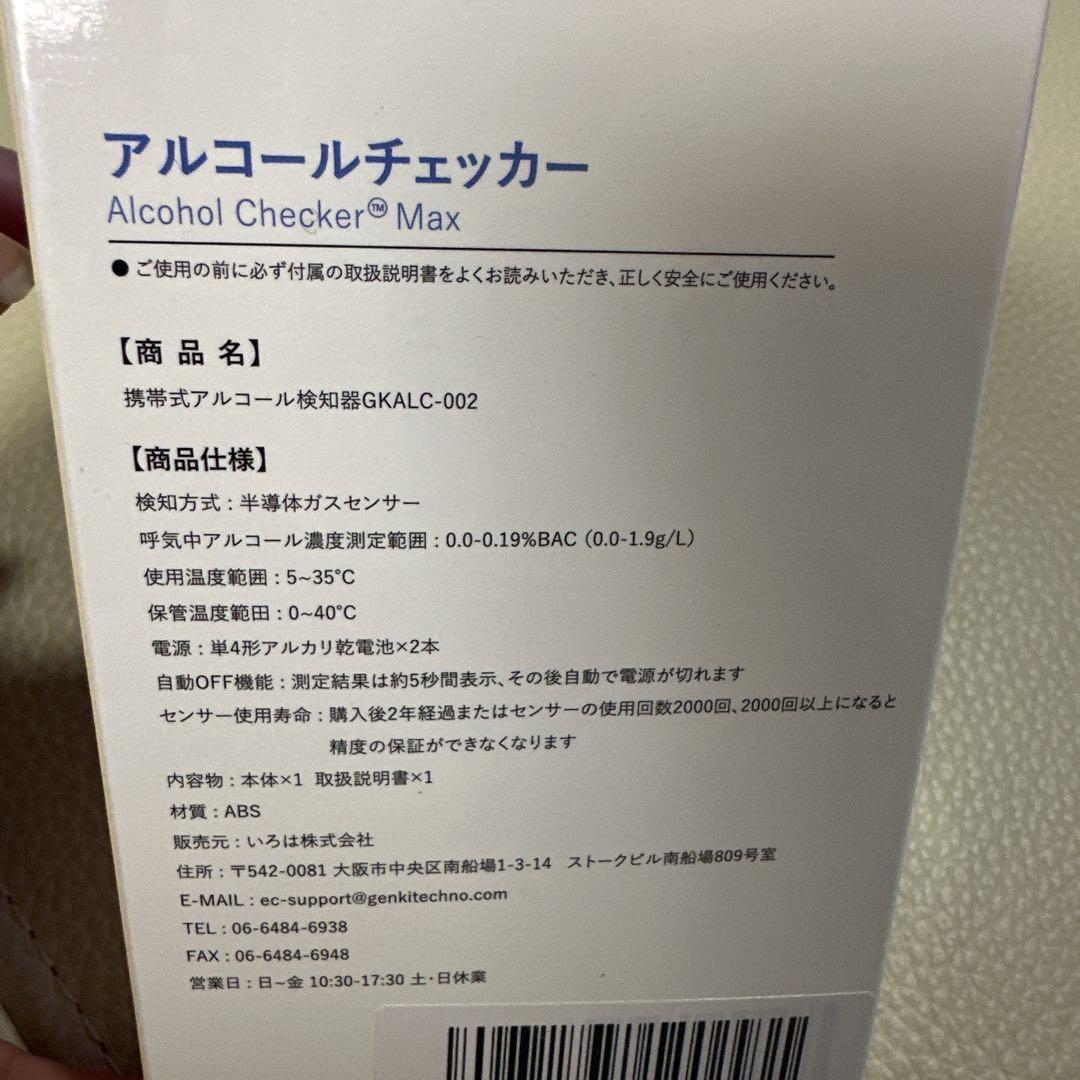 アルコールチェッカー
Alcohol Checker™ Max
●ご使用の前に必ず付属の取扱説明書をよくお読みいただき、正しく安全にご使用ください。
【商 品 名】
携帯式アルコール検知器GKALC-002
【商品仕様】
検知方式：半導体ガスセンサー
呼気中アルコール濃度測定範囲：0.0-0.19%BAC（0.0-1.9g/L）
使用温度範囲：5~35°C
保管温度範田：0~40°C
電源：単4形アルカリ乾電池×2本
自動OFF機能：測定結果は約5秒間表示、その後自動で電源が切れます
センサー使用寿命：購入後2年経過またはセンサーの使用回数2000回、2000回以上になると
精度の保証ができなくなります
内容物：本体×1 取扱説明書×1
材質：ABS
販売元：いろは株式会社
住所：〒542-0081 大阪市中央区南船場1-3-14 ストークビル南船場809号室
E-MAIL：ec-support@genkitechno.com
TEL：06-6484-6938
FAX：06-6484-6948
営業日：日~金 10:30-17:30 土・日休業